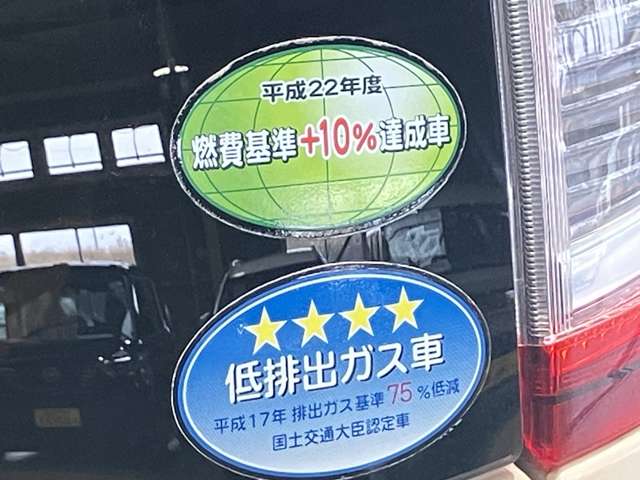 平成22年度
燃費基準+10%達成車
★★★★
低排出ガス車
平成17年 排出ガス基準75%低減
国土交通大臣認定車